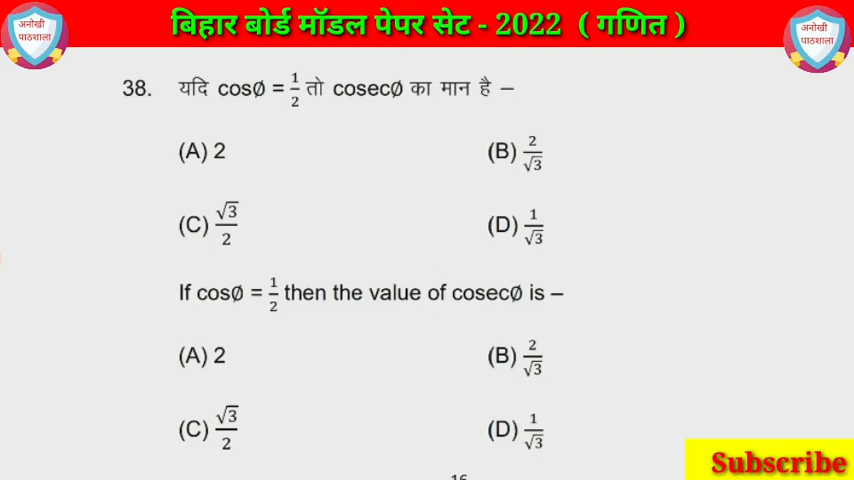 बिहार बोर्ड मॉडल पेपर सेट - 2022 ( गणित )
अनोखी
पाठशाला
अनोखी
पाठशाला
38. यदि cosØ = 1/2 तो cosecØ का मान है –
(A) 2 (B) 2/√3
(C) √3/2 (D) 1/√3
If cosØ = 1/2 then the value of cosecØ is –
(A) 2 (B) 2/√3
(C) √3/2 (D) 1/√3
16
Subscribe